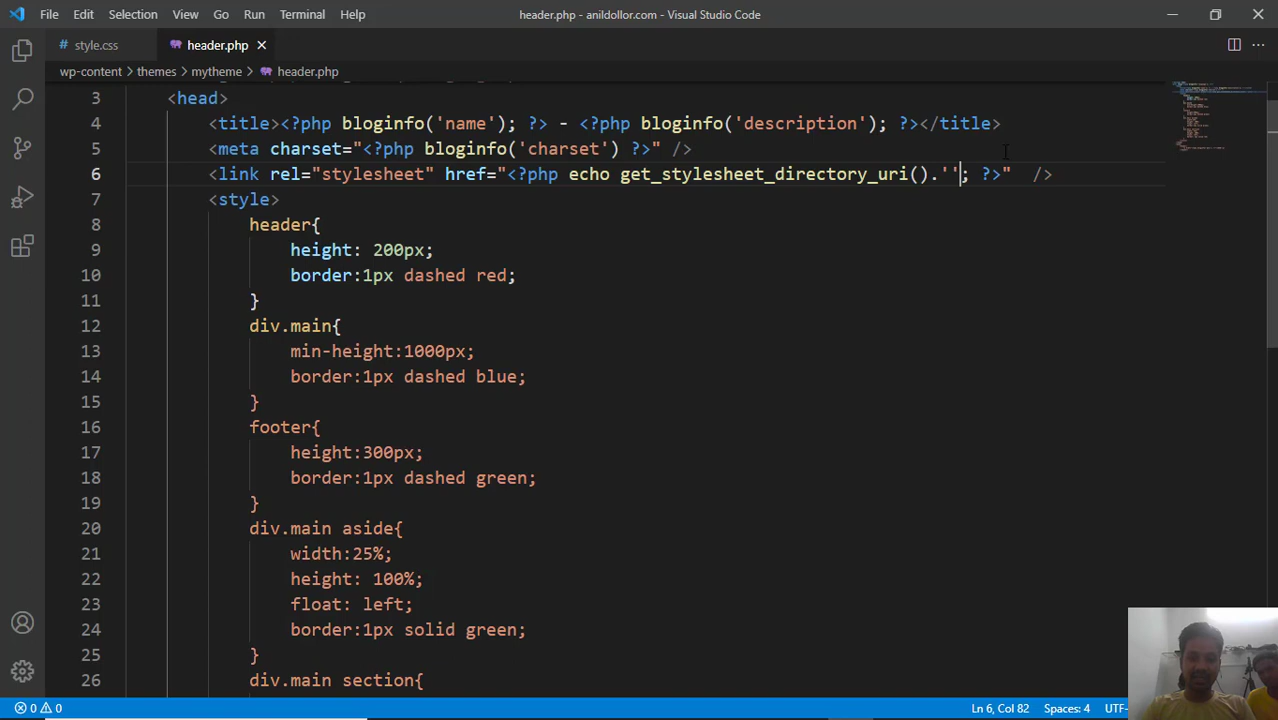 File Edit Selection View Go Run Terminal Help header.php - anildollor.com - Visual Studio Code
style.css header.php
wp-content > themes > mytheme > header.php
3 <head>
4 <title><?php bloginfo('name'); ?> - <?php bloginfo('description'); ?></title>
5 <meta charset="<?php bloginfo('charset') ?>" />
6 <link rel="stylesheet" href="<?php echo get_stylesheet_directory_uri().''; ?>"  />
7 <style>
8 header{
9 height: 200px;
10 border:1px dashed red;
11 }
12 div.main{
13 min-height:1000px;
14 border:1px dashed blue;
15 }
16 footer{
17 height:300px;
18 border:1px dashed green;
19 }
20 div.main aside{
21 width:25%;
22 height: 100%;
23 float: left;
24 border:1px solid green;
25 }
26 div.main section{
0 0 Ln 6, Col 82 Spaces: 4 UTF-